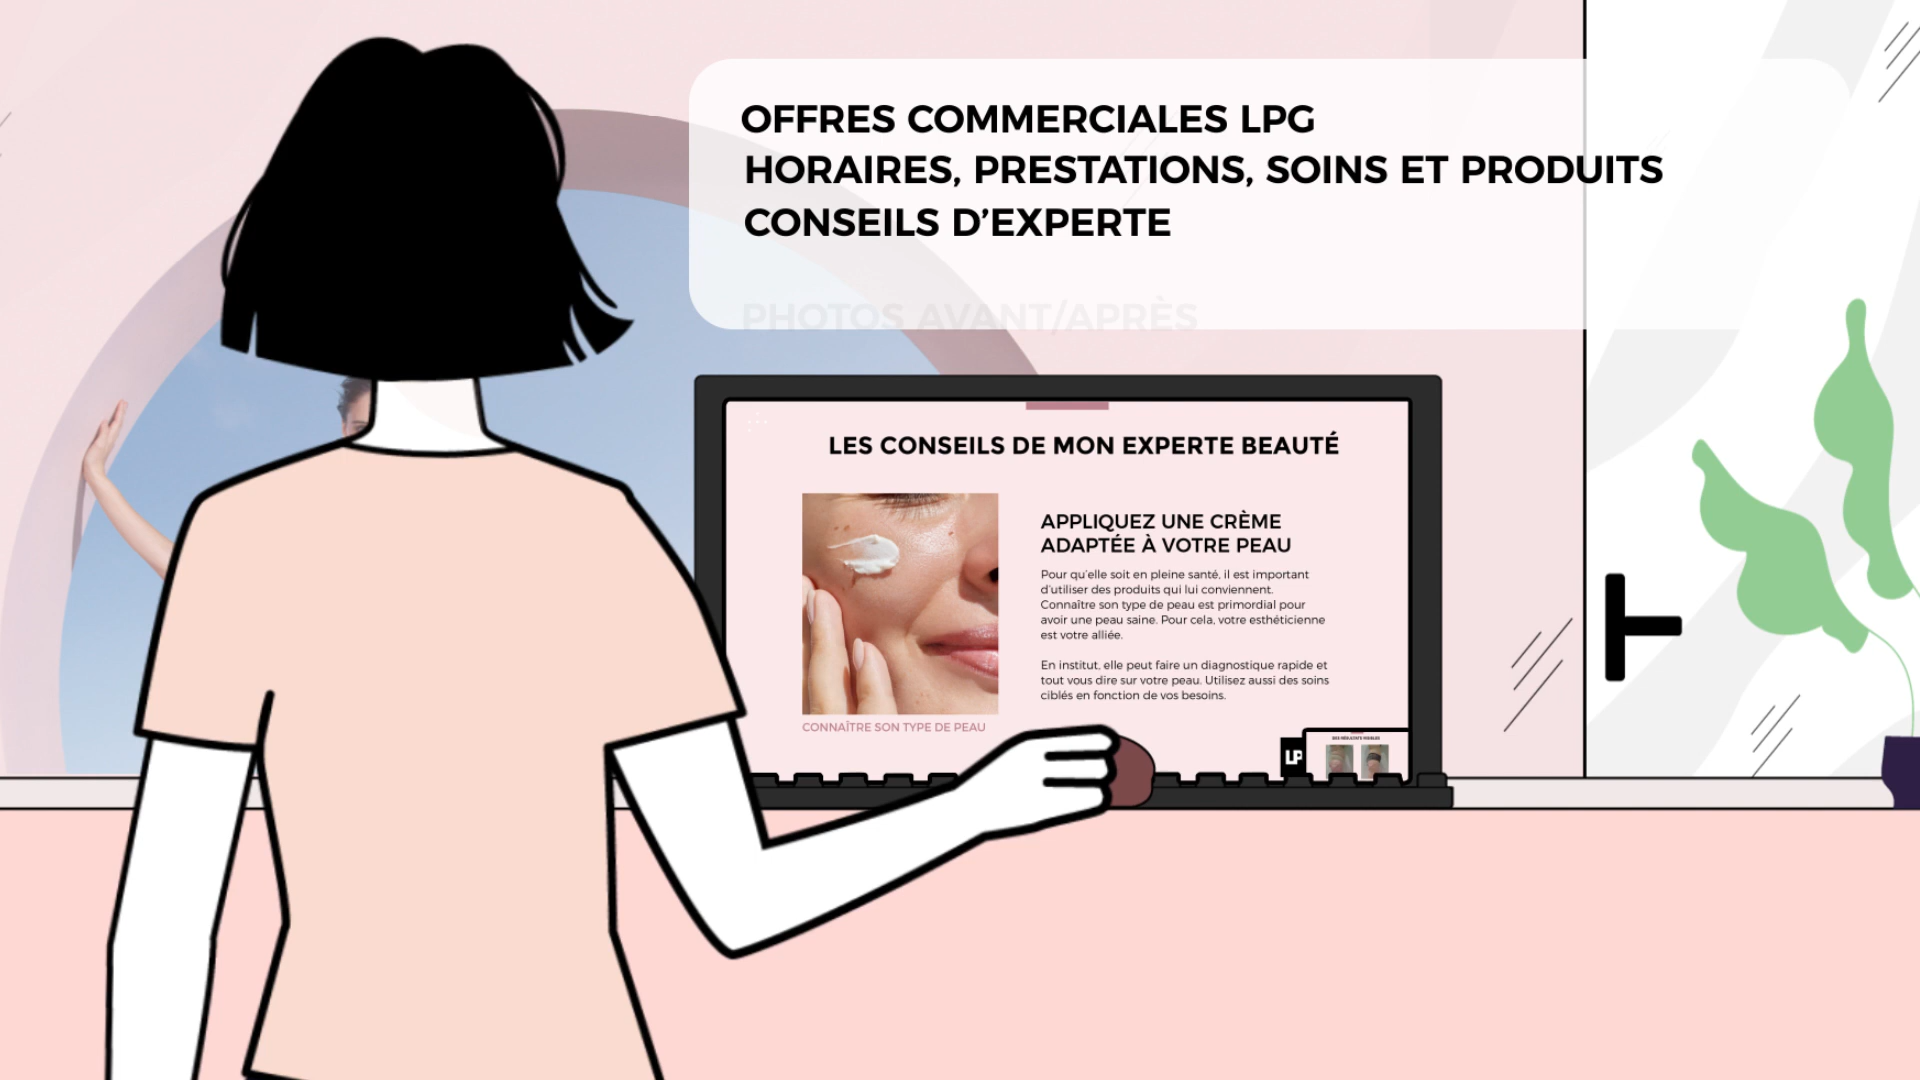 OFFRES COMMERCIALES LPG
HORAIRES, PRESTATIONS, SOINS ET PRODUITS
CONSEILS D’EXPERTE
PHOTOS AVANT/APRÈS
LES CONSEILS DE MON EXPERTE BEAUTÉ
APPLIQUEZ UNE CRÈME
ADAPTÉE À VOTRE PEAU
Pour qu’elle soit en pleine santé, il est important
d’utiliser des produits qui lui conviennent.
Connaître son type de peau est primordial pour
avoir une peau saine. Pour cela, votre esthéticienne
est votre alliée.
En institut, elle peut faire un diagnostique rapide et
tout vous dire sur votre peau. Utilisez aussi des soins
ciblés en fonction de vos besoins.
CONNAÎTRE SON TYPE DE PEAU